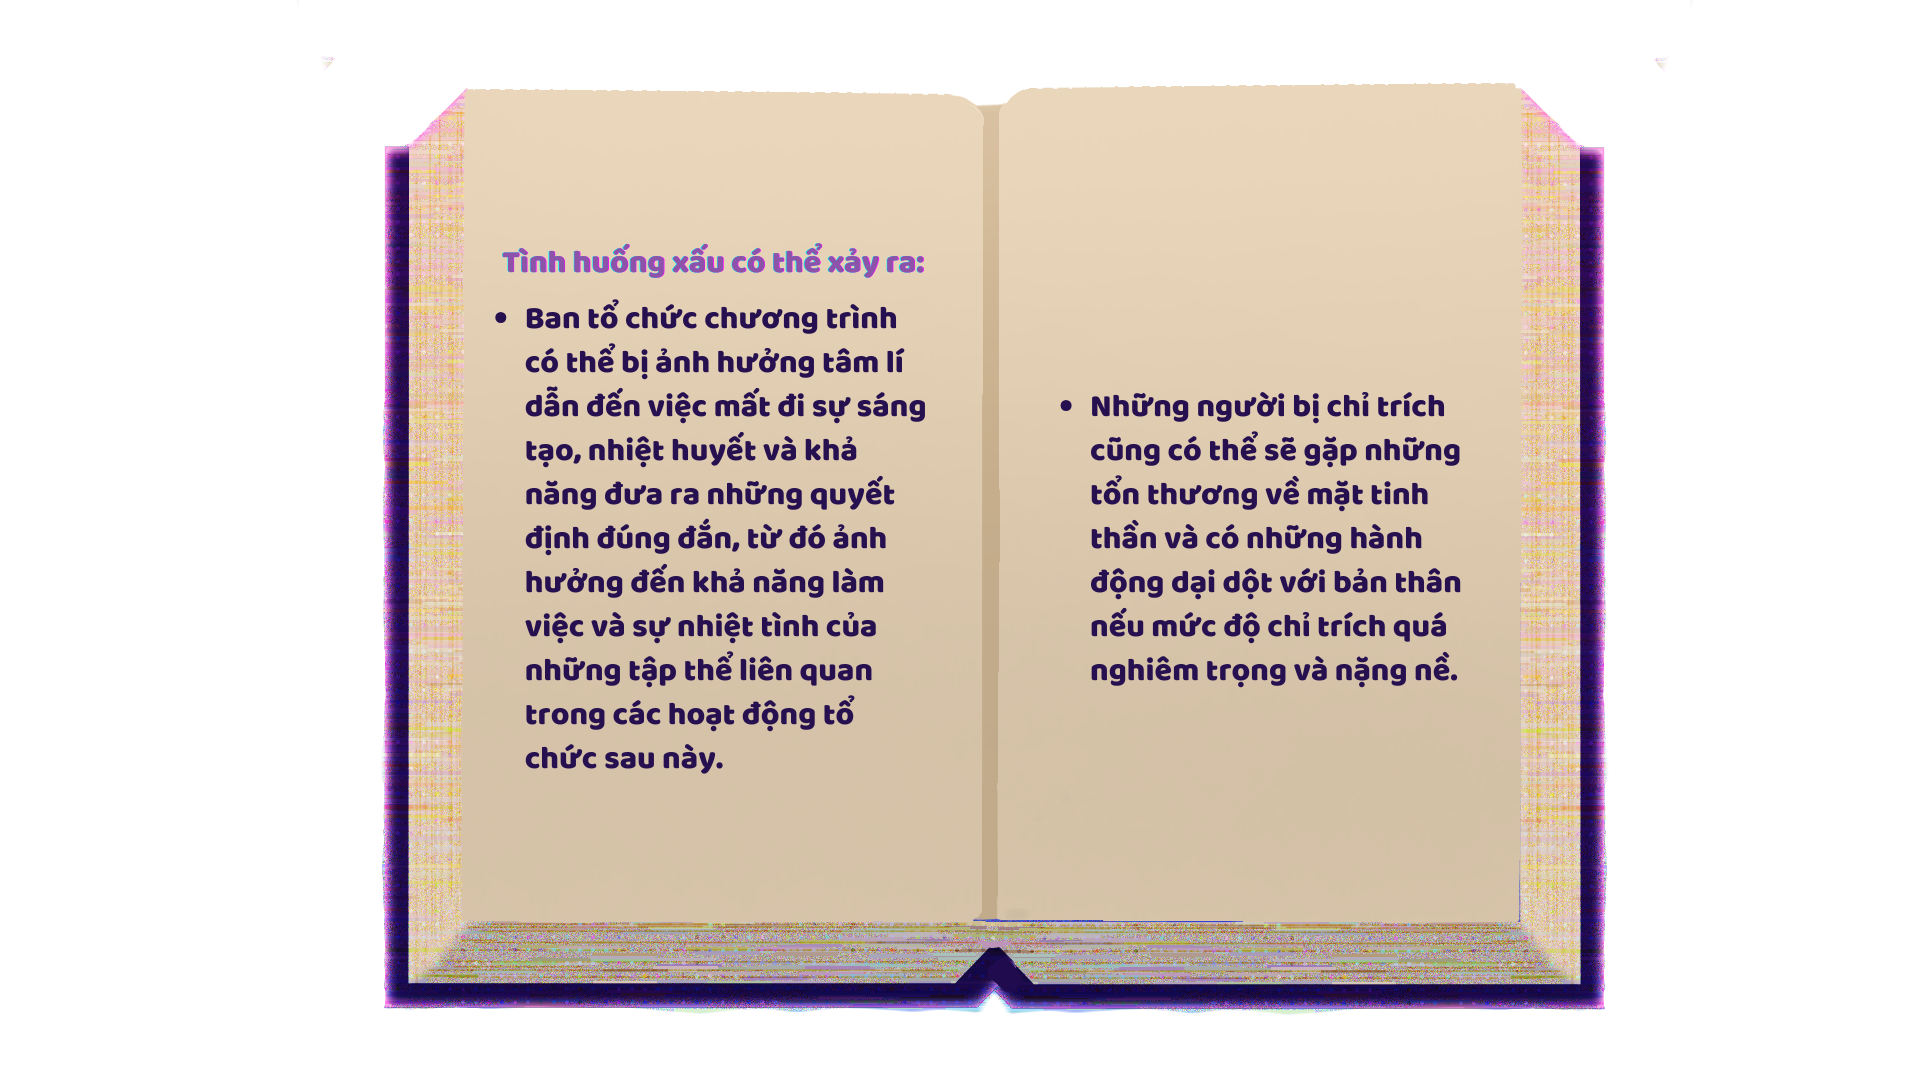 Tình huống xấu có thể xảy ra:
• Ban tổ chức chương trình
có thể bị ảnh hưởng tâm lí
dẫn đến việc mất đi sự sáng
tạo, nhiệt huyết và khả
năng đưa ra những quyết
định đúng đắn, từ đó ảnh
hưởng đến khả năng làm
việc và sự nhiệt tình của
những tập thể liên quan
trong các hoạt động tổ
chức sau này.
• Những người bị chỉ trích
cũng có thể sẽ gặp những
tổn thương về mặt tinh
thần và có những hành
động dại dột với bản thân
nếu mức độ chỉ trích quá
nghiêm trọng và nặng nề.